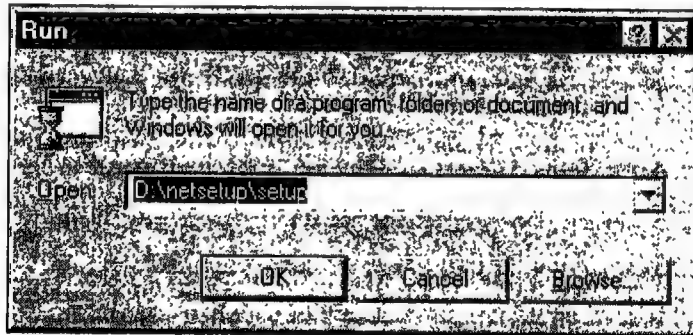 Run
Type the name of a program, folder, or document, and
Windows will open it for you.
Open:
D:\netsetup\setup
OK
Cancel
Browse...